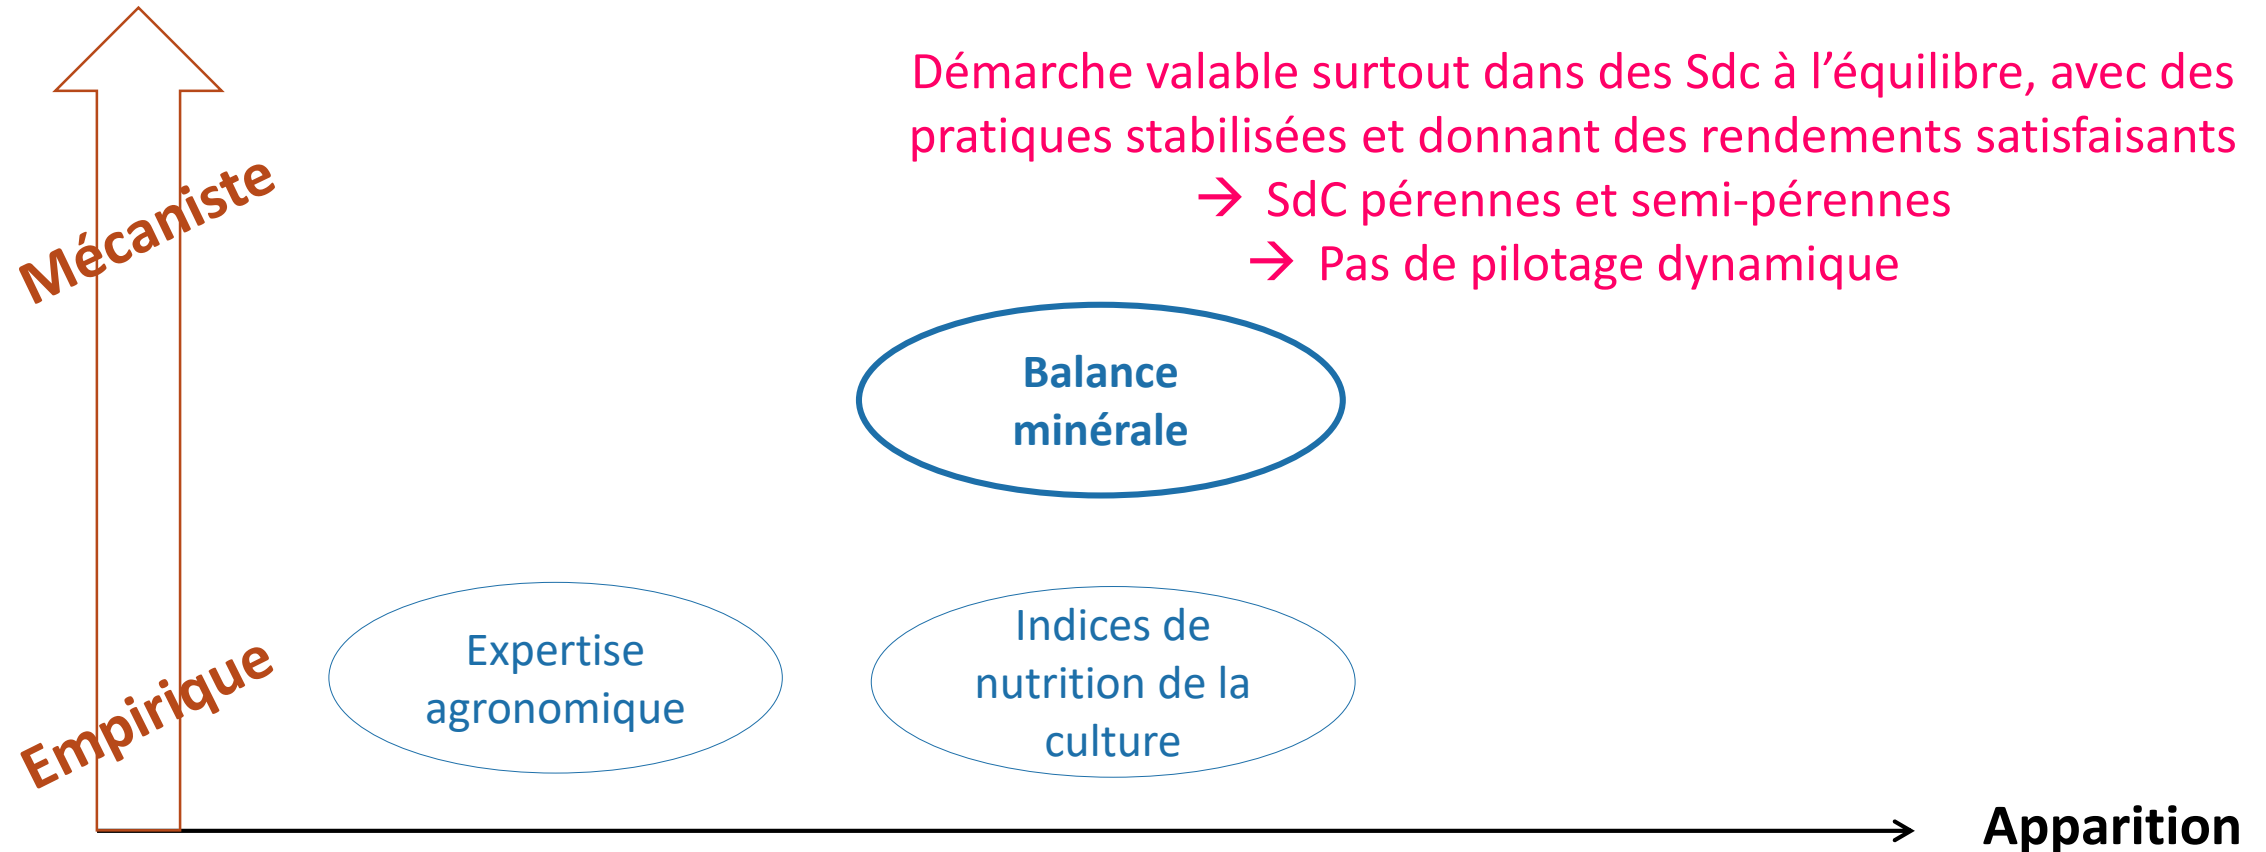 Démarche valable surtout dans des Sdc à l’équilibre, avec des
pratiques stabilisées et donnant des rendements satisfaisants
→ SdC pérennes et semi-pérennes
→ Pas de pilotage dynamique
Mécaniste
Balance
minérale
Empirique
Expertise
agronomique
Indices de
nutrition de la
culture
Apparition